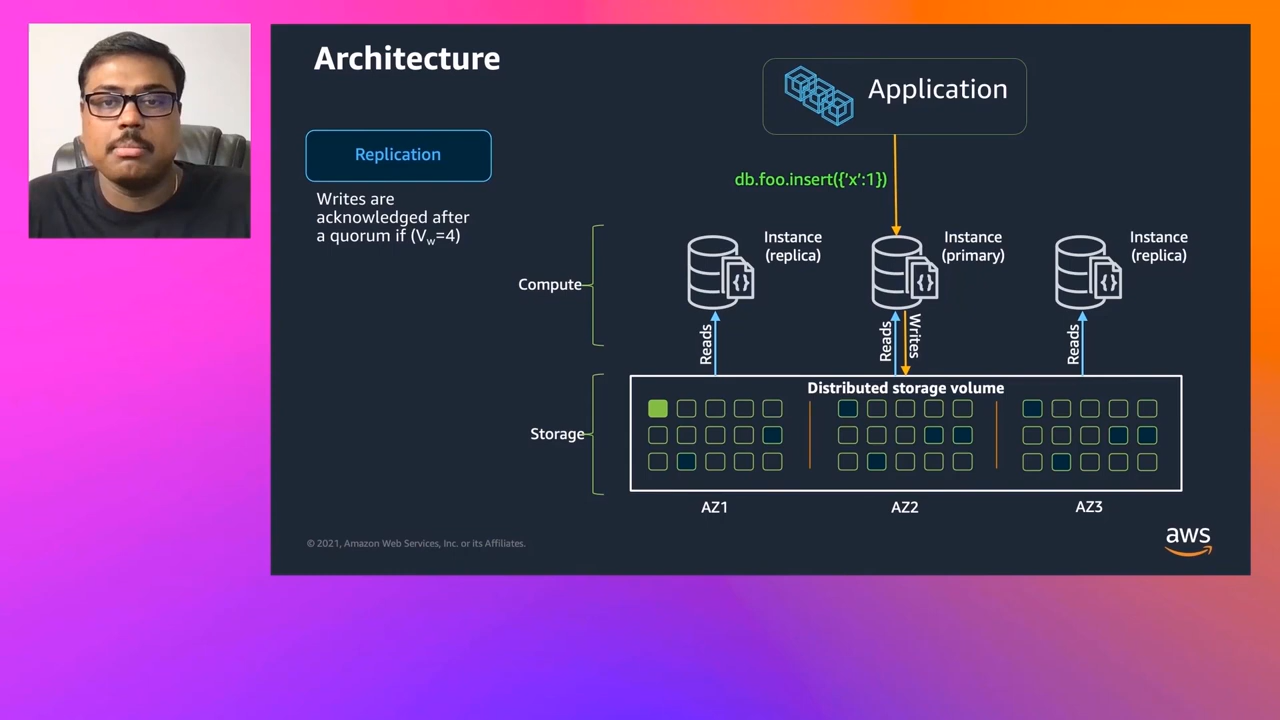 Architecture
Application
Replication
db.foo.insert({'x':1})
Writes are
acknowledged after
a quorum if (Vw=4)
Compute
Instance
(replica)
Instance
(primary)
Instance
(replica)
Reads
Reads
Writes
Reads
Storage
Distributed storage volume
AZ1
AZ2
AZ3
© 2021, Amazon Web Services, Inc. or its Affiliates.
aws